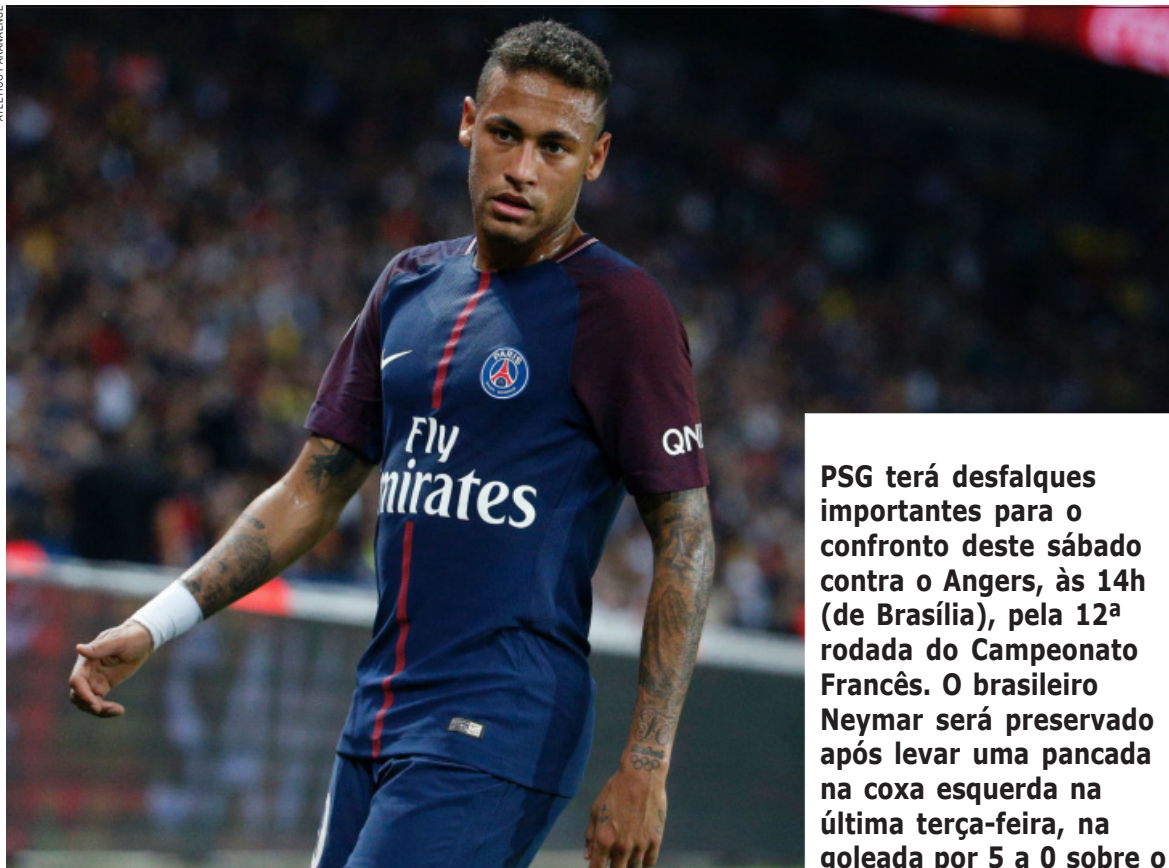 PARIS
Fly
mirates
QN
PSG terá desfalques
importantes para o
confronto deste sábado
contra o Angers, às 14h
(de Brasília), pela 12ª
rodada do Campeonato
Francês. O brasileiro
Neymar será preservado
após levar uma pancada
na coxa esquerda na
última terça-feira, na
goleada por 5 a 0 sobre o